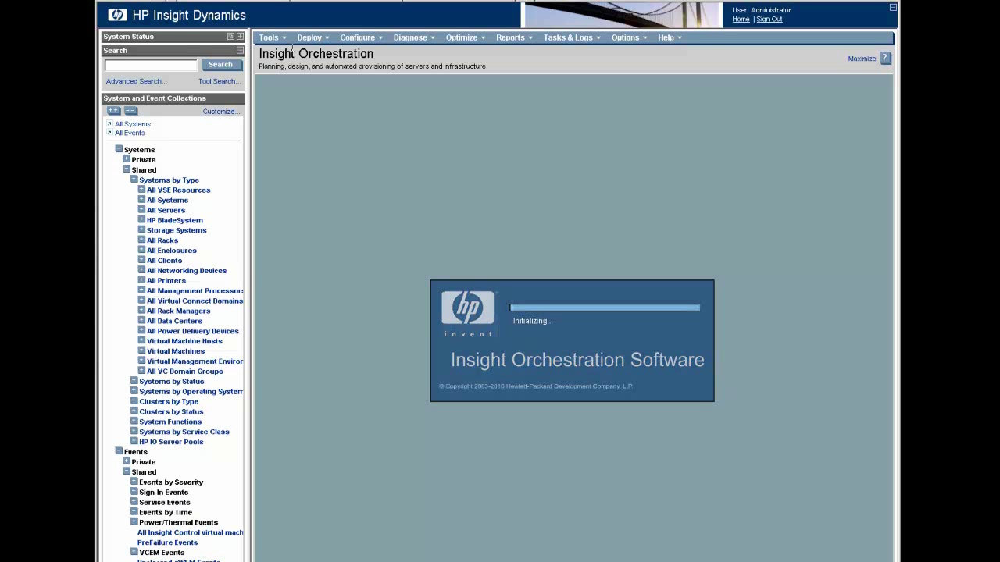 HP Insight Dynamics
User: Administrator
Home | Sign Out
System Status
Search
Search
Advanced Search...
Tool Search...
System and Event Collections
Customize...
All Systems
All Events
Systems
Private
Shared
Systems by Type
All VSE Resources
All Systems
All Servers
HP BladeSystem
Storage Systems
All Racks
All Enclosures
All Clients
All Networking Devices
All Printers
All Management Processors
All Virtual Connect Domains
All Rack Managers
All Data Centers
All Power Delivery Devices
Virtual Machine Hosts
Virtual Machines
Virtual Management Enviror
All VC Domain Groups
Systems by Status
Systems by Operating System
Clusters by Type
Clusters by Status
System Functions
Systems by Service Class
HP IO Server Pools
Events
Private
Shared
Events by Severity
Sign-In Events
Service Events
Events by Time
Power/Thermal Events
All Insight Control virtual mach
PreFailure Events
VCEM Events
Tools Deploy Configure Diagnose Optimize Reports Tasks & Logs Options Help
Insight Orchestration
Planning, design, and automated provisioning of servers and infrastructure.
Maximize ?
hp
invent
Initializing...
Insight Orchestration Software
© Copyright 2003-2010 Hewlett-Packard Development Company, L.P.